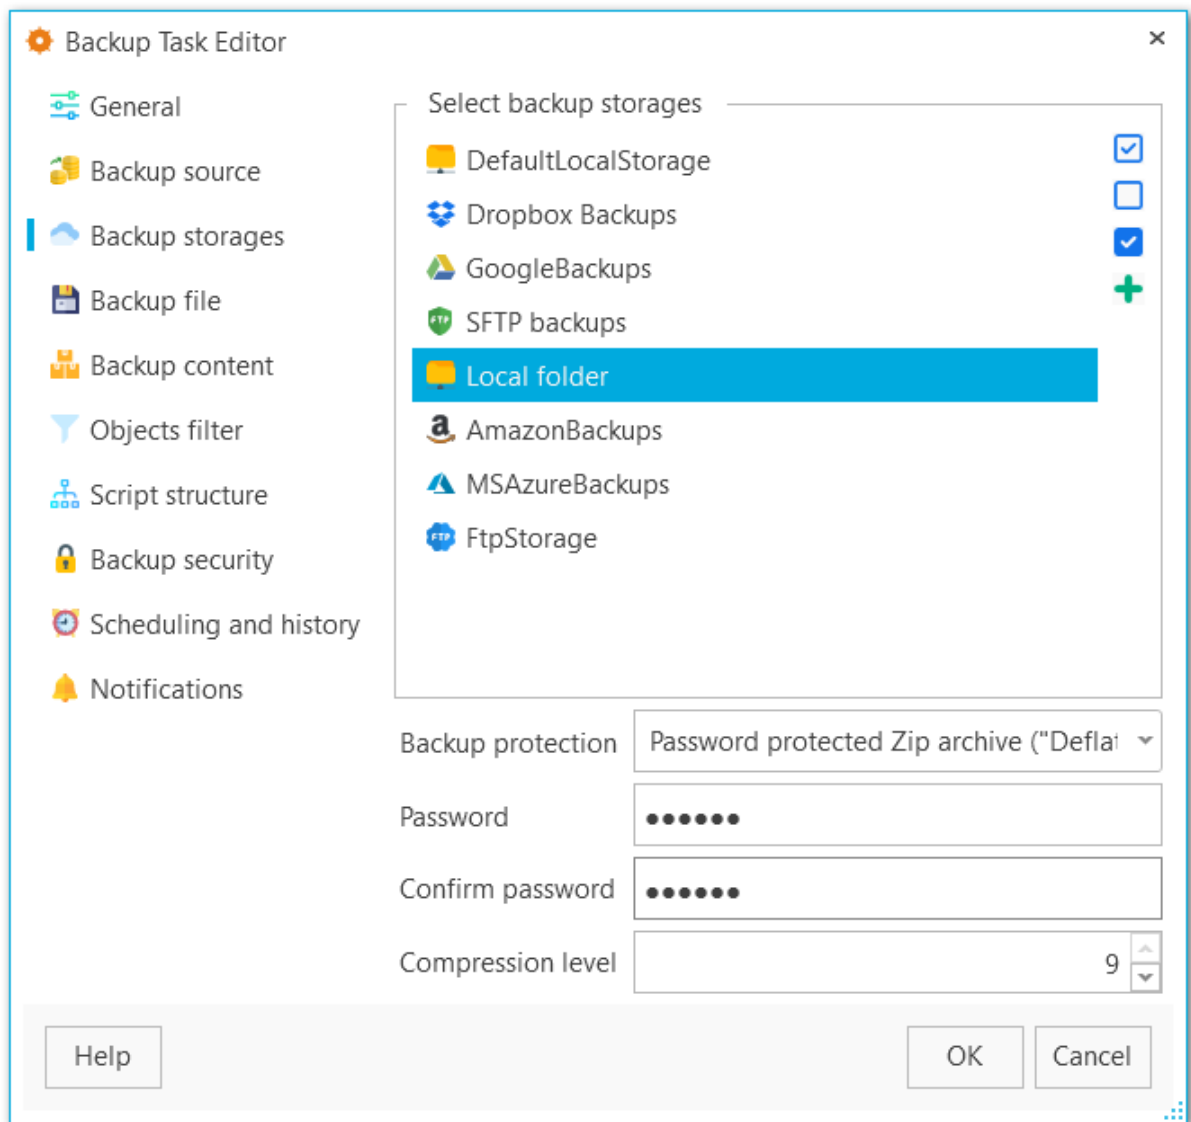 Backup Task Editor
General
Backup source
Backup storages
Backup file
Backup content
Objects filter
Script structure
Backup security
Scheduling and history
Notifications
Select backup storages
DefaultLocalStorage
Dropbox Backups
GoogleBackups
FTP
SFTP backups
Local folder
a
AmazonBackups
MSAzureBackups
FTP
FtpStorage
Backup protection
Password protected Zip archive ("Deflat
Password
●●●●●●
Confirm password
●●●●●●
Compression level
9
Help
OK
Cancel